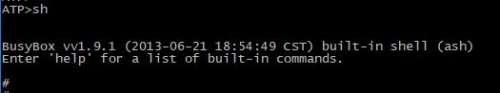 ATP>sh
BusyBox vv1.9.1 (2013-06-21 18:54:49 CST) built-in shell (ash)
Enter 'help' for a list of built-in commands.
#